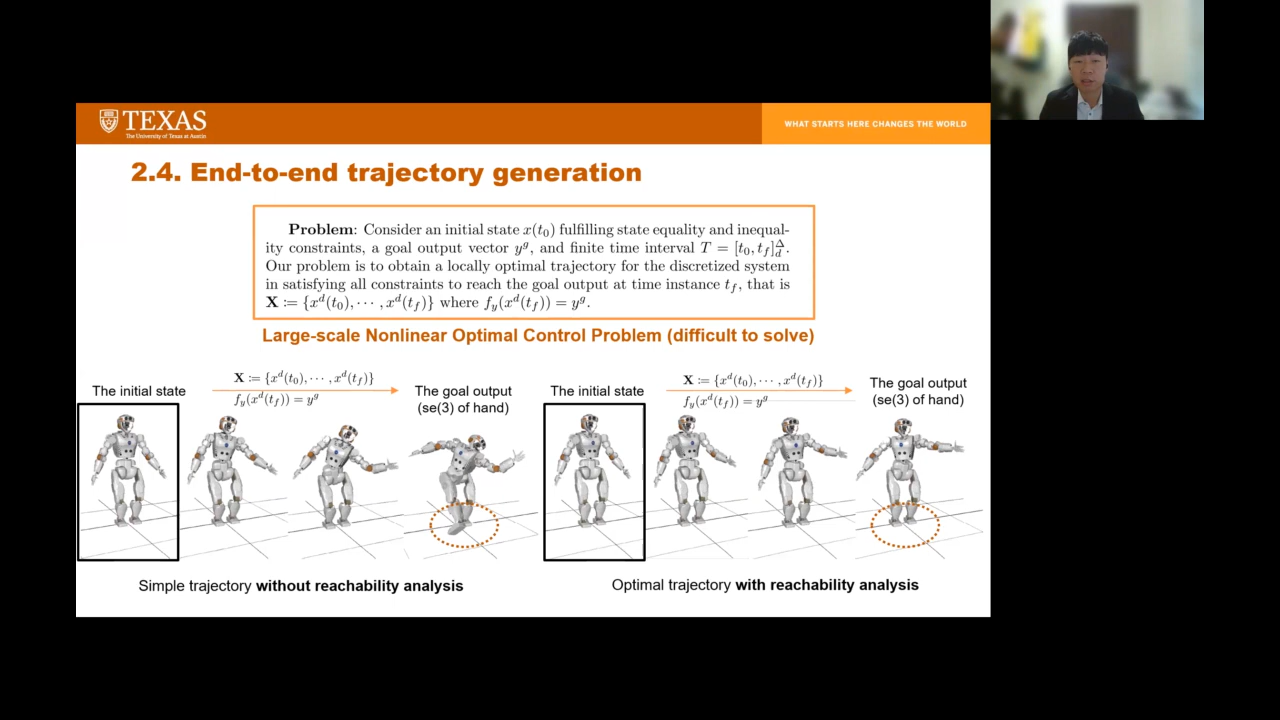 TEXAS
The University of Texas at Austin
WHAT STARTS HERE CHANGES THE WORLD
2.4. End-to-end trajectory generation
Problem: Consider an initial state x(t₀) fulfilling state equality and inequal-
ity constraints, a goal output vector y^g, and finite time interval T = [t₀, t_f]_d^Δ.
Our problem is to obtain a locally optimal trajectory for the discretized system
in satisfying all constraints to reach the goal output at time instance t_f, that is
X := {x^d(t₀), ⋯ , x^d(t_f)} where f_y(x^d(t_f)) = y^g.
Large-scale Nonlinear Optimal Control Problem (difficult to solve)
The initial state
X := {x^d(t₀), ⋯ , x^d(t_f)}
f_y(x^d(t_f)) = y^g
The goal output
(se(3) of hand)
The initial state
X := {x^d(t₀), ⋯ , x^d(t_f)}
f_y(x^d(t_f)) = y^g
The goal output
(se(3) of hand)
Simple trajectory without reachability analysis
Optimal trajectory with reachability analysis